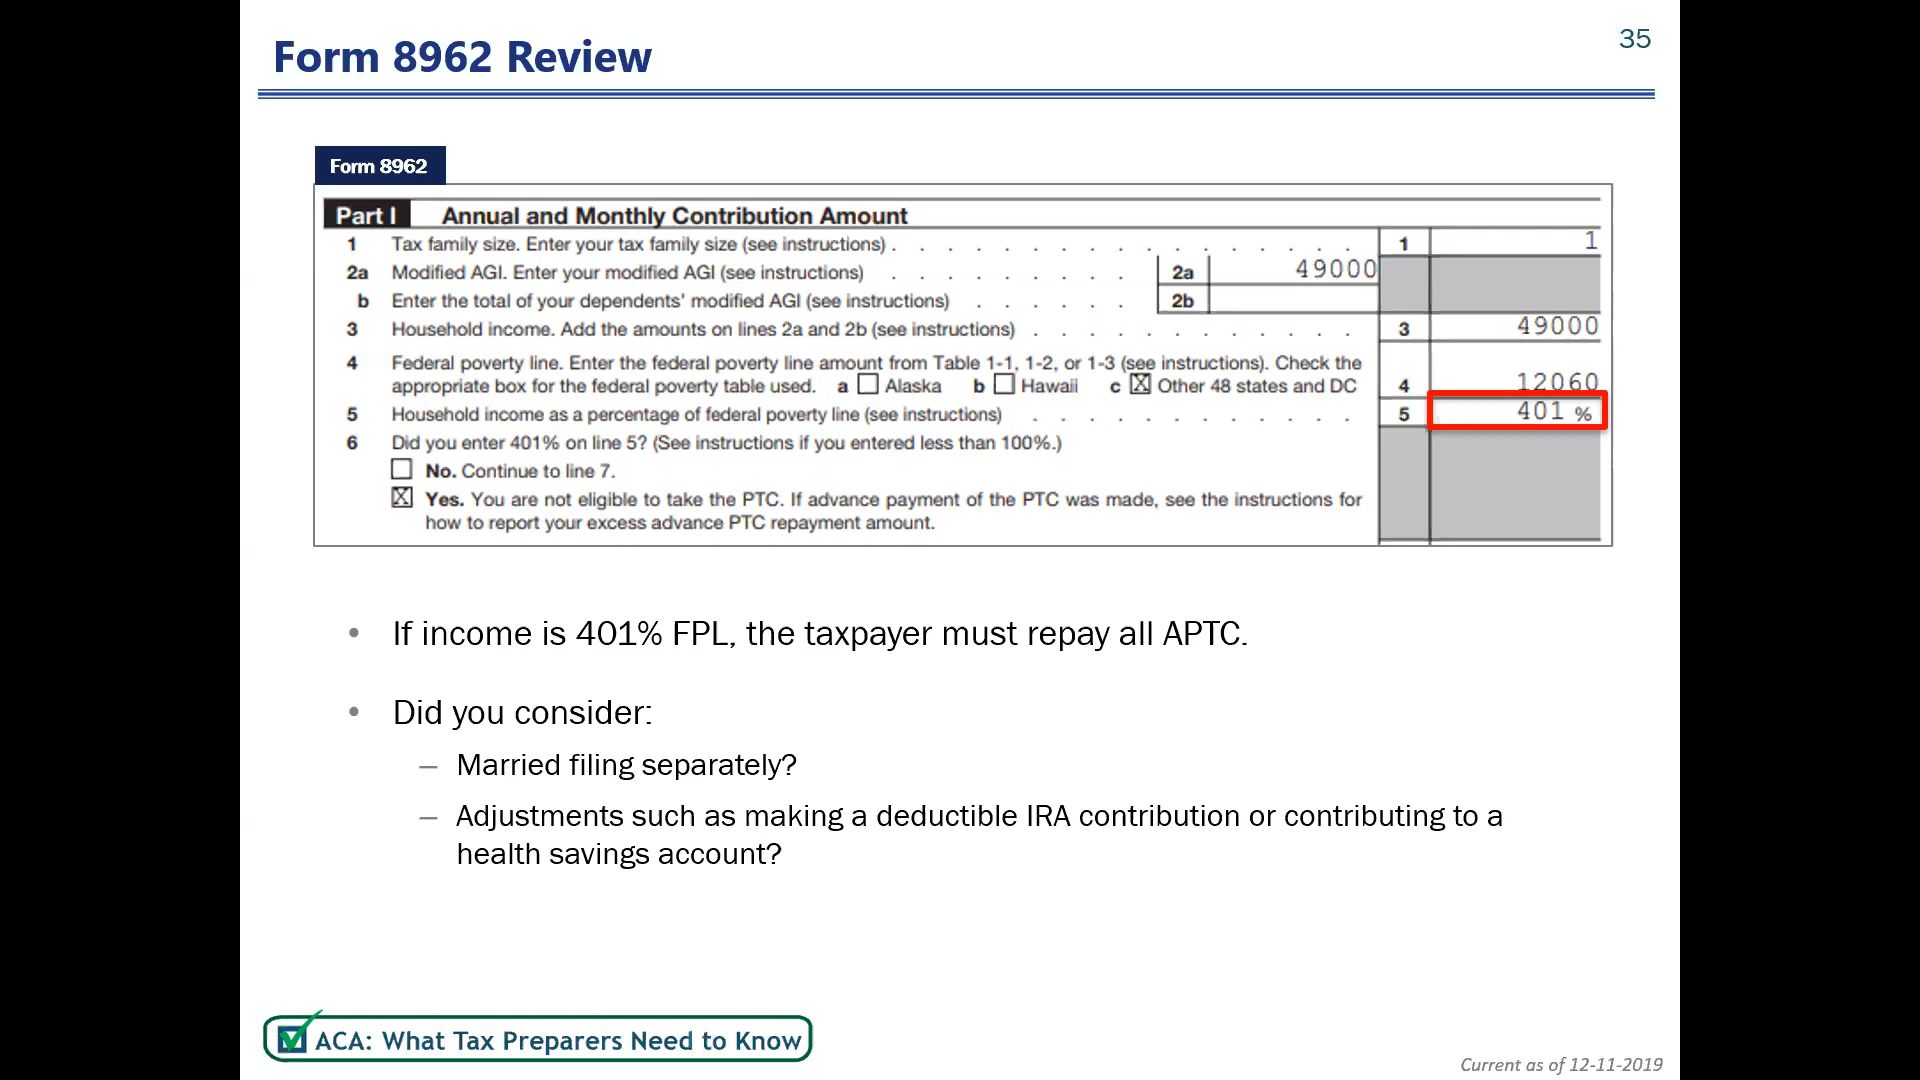 Form 8962 Review
35
Form 8962
Part I Annual and Monthly Contribution Amount
1 Tax family size. Enter your tax family size (see instructions) . . . . . . . . . . . . . . . . . 1 1
2a Modified AGI. Enter your modified AGI (see instructions) . . . . . . . . . 2a 49000
b Enter the total of your dependents' modified AGI (see instructions) . . . . . . 2b
3 Household income. Add the amounts on lines 2a and 2b (see instructions) . . . . . . . . . . . . 3 49000
4 Federal poverty line. Enter the federal poverty line amount from Table 1-1, 1-2, or 1-3 (see instructions). Check the
appropriate box for the federal poverty table used. a Alaska b Hawaii c X Other 48 states and DC 4 12060
5 Household income as a percentage of federal poverty line (see instructions) . . . . . . . . . . . . 5 401 %
6 Did you enter 401% on line 5? (See instructions if you entered less than 100%.)
No. Continue to line 7.
X Yes. You are not eligible to take the PTC. If advance payment of the PTC was made, see the instructions for
how to report your excess advance PTC repayment amount.
• If income is 401% FPL, the taxpayer must repay all APTC.
• Did you consider:
– Married filing separately?
– Adjustments such as making a deductible IRA contribution or contributing to a
health savings account?
ACA: What Tax Preparers Need to Know
Current as of 12-11-2019